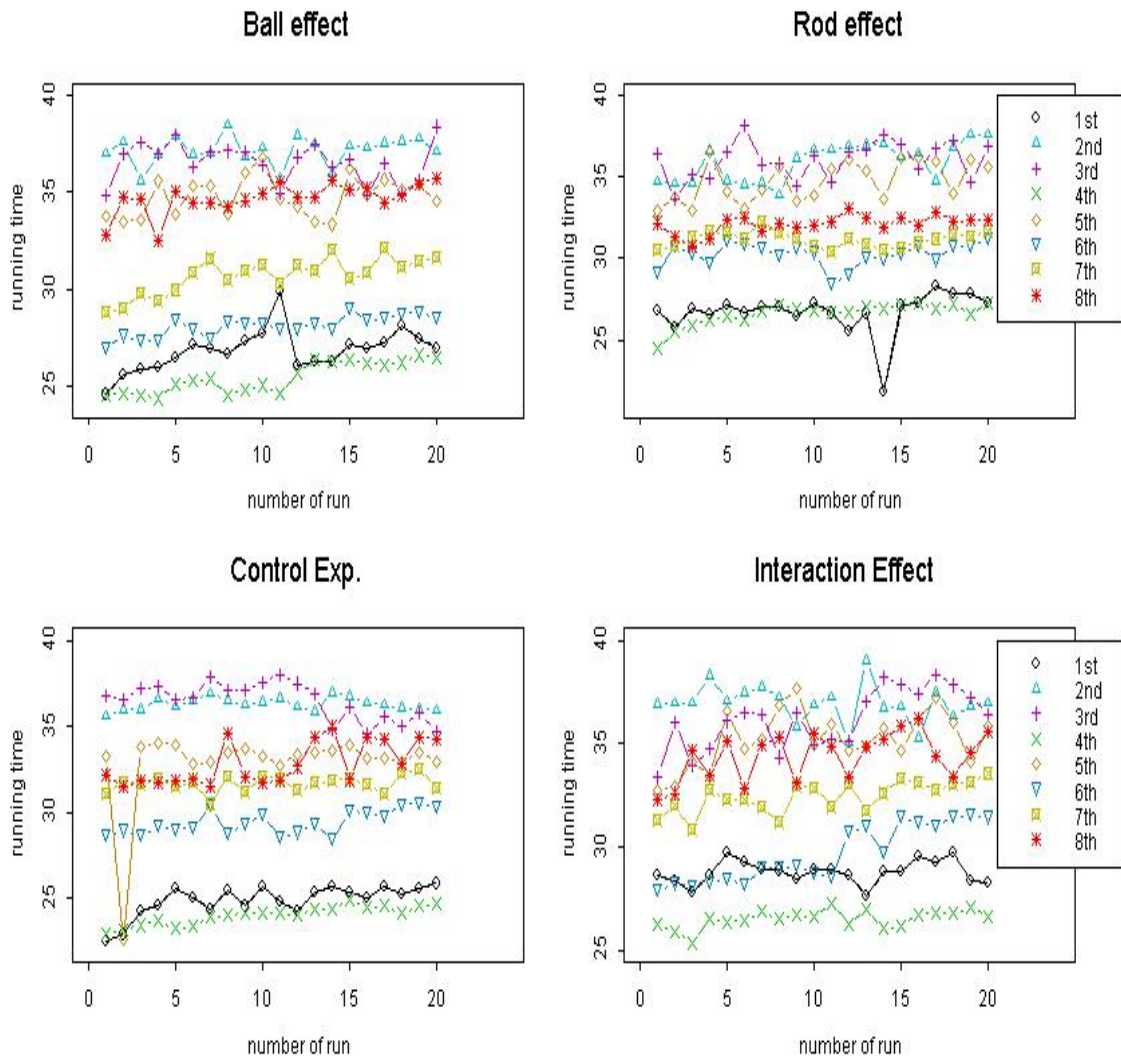 Ball effect
running time
40
35
30
25
0 5 10 15 20
number of run
Rod effect
running time
40
35
30
25
0 5 10 15 20
number of run
1st
2nd
3rd
4th
5th
6th
7th
8th
Control Exp.
running time
40
35
30
25
0 5 10 15 20
number of run
Interaction Effect
running time
40
35
30
25
0 5 10 15 20
number of run
1st
2nd
3rd
4th
5th
6th
7th
8th